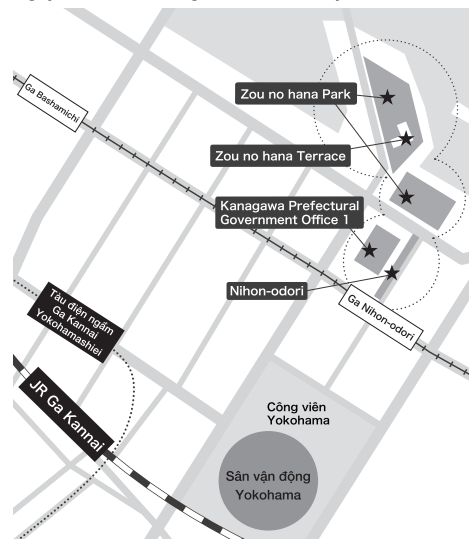 Ga Bashamichi
Zou no hana Park
Zou no hana Terrace
Kanagawa Prefectural
Government Office 1
Nihon-odori
Ga Nihon-odori
Tàu điện ngầm
Ga Kannai
Yokohamashiei
JR Ga Kannai
Công viên
Yokohama
Sân vận động
Yokohama